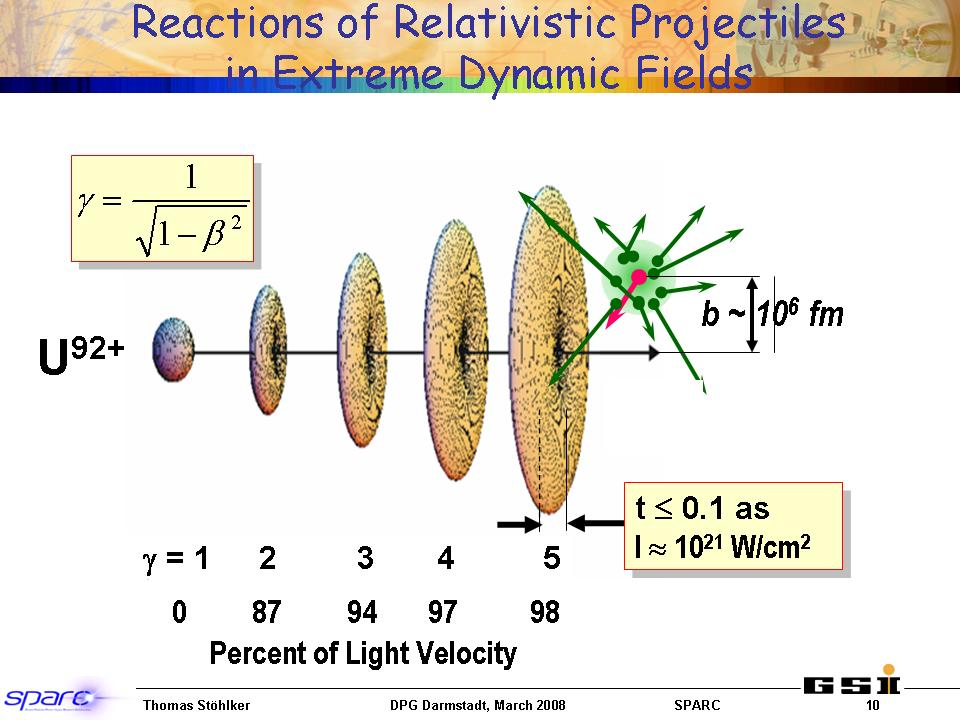 Reactions of Relativistic Projectiles
in Extreme Dynamic Fields
γ = 1 / √(1 − β²)
U⁹²⁺
b ~ 10⁶ fm
t ≤ 0.1 as
I ≈ 10²¹ W/cm²
γ = 1 2 3 4 5
0 87 94 97 98
Percent of Light Velocity
sparc
GSI
Thomas Stöhlker DPG Darmstadt, March 2008 SPARC 10